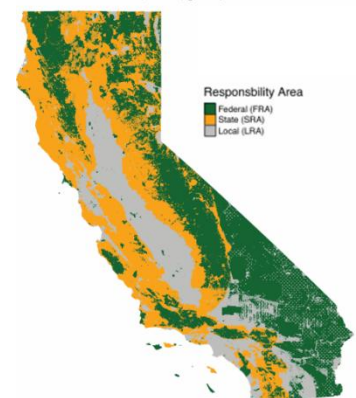 Responsbility Area
Federal (FRA)
State (SRA)
Local (LRA)